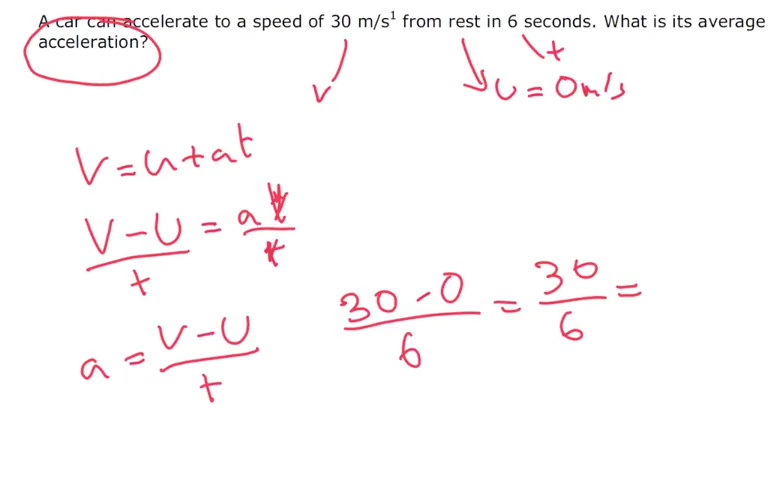 A car can accelerate to a speed of 30 m/s¹ from rest in 6 seconds. What is its average
acceleration?
v
t
U = 0m/s
V = u + at
V - U / t = at / t
30 - 0 / 6 = 30 / 6 =
a = V - U / t